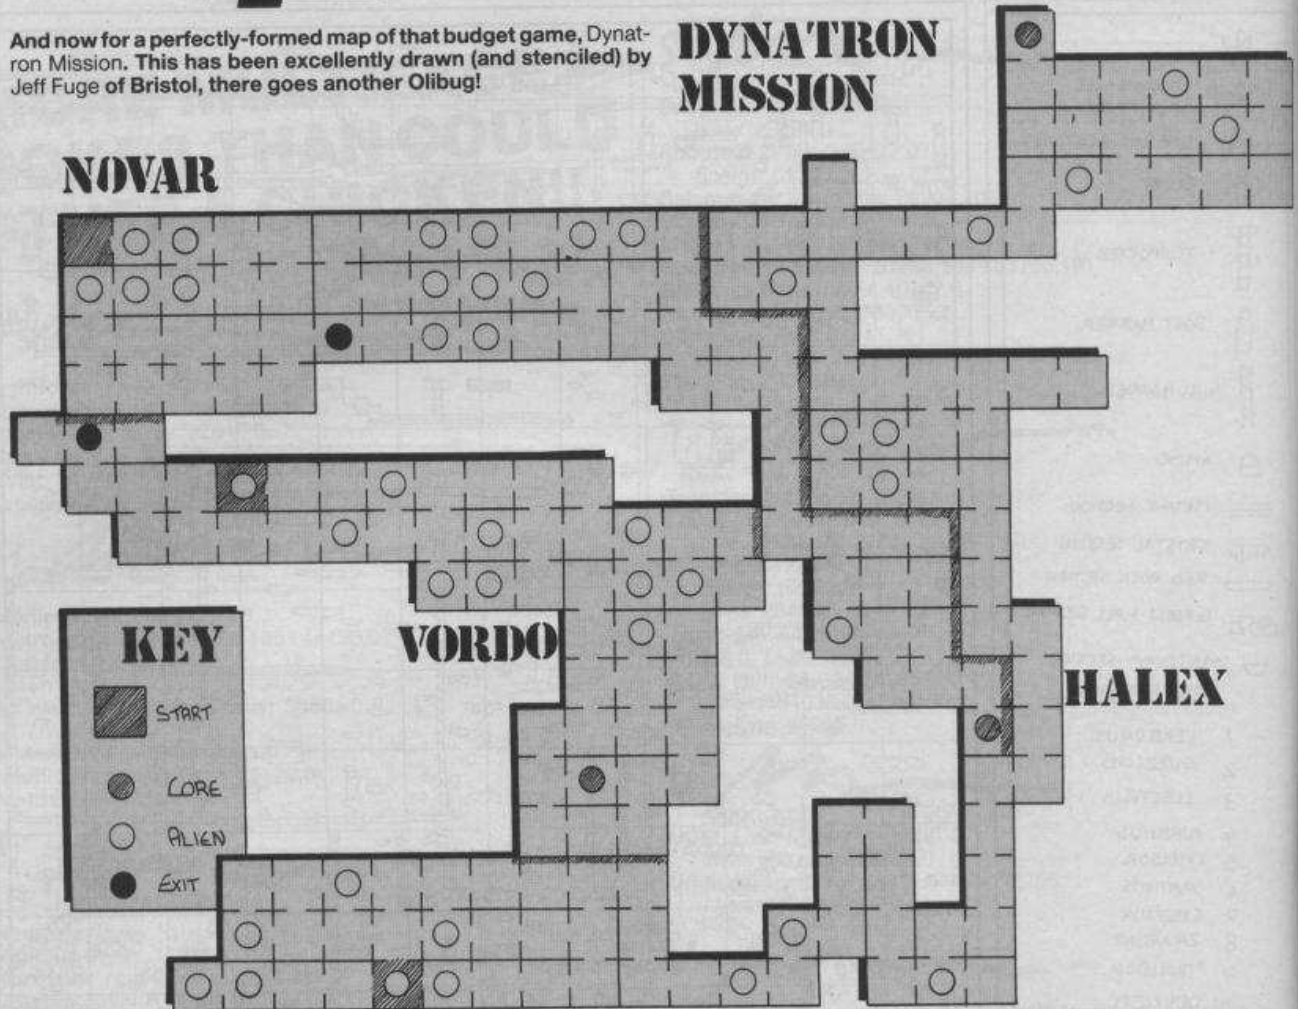 And now for a perfectly-formed map of that budget game, Dynat-
ron Mission. This has been excellently drawn (and stenciled) by
Jeff Fuge of Bristol, there goes another Olibug!
DYNATRON
MISSION
NOVAR
KEY
START
CORE
ALIEN
EXIT
VORDO
HALEX